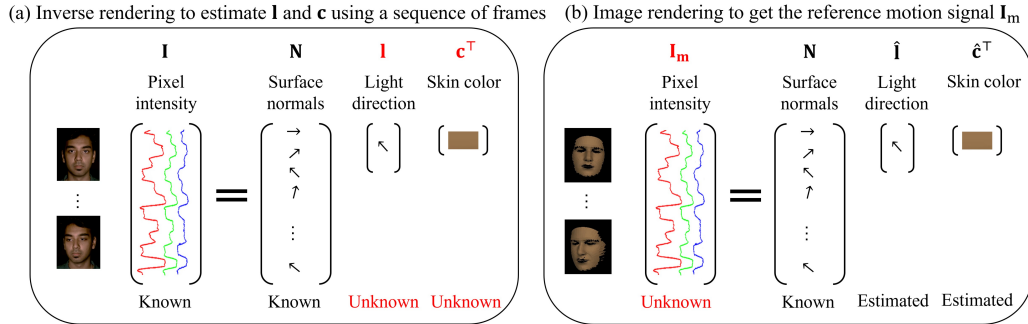 (a) Inverse rendering to estimate l and c using a sequence of frames
I N l c⊤
Pixel intensity Surface normals Light direction Skin color
⋮ = ⋮
Known Known Unknown Unknown
(b) Image rendering to get the reference motion signal Iₘ
Iₘ N l̂ ĉ⊤
Pixel intensity Surface normals Light direction Skin color
⋮ = ⋮
Unknown Known Estimated Estimated